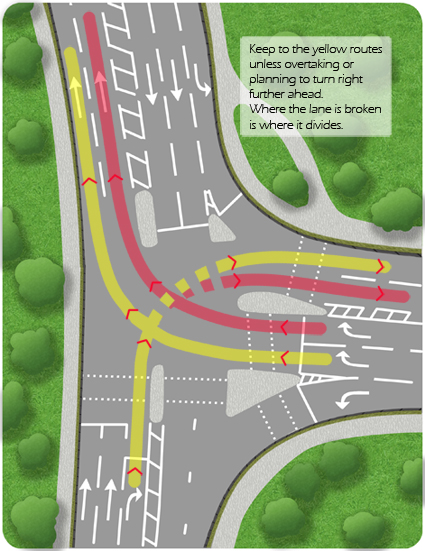 Keep to the yellow routes
unless overtaking or
planning to turn right
further ahead.
Where the lane is broken
is where it divides.